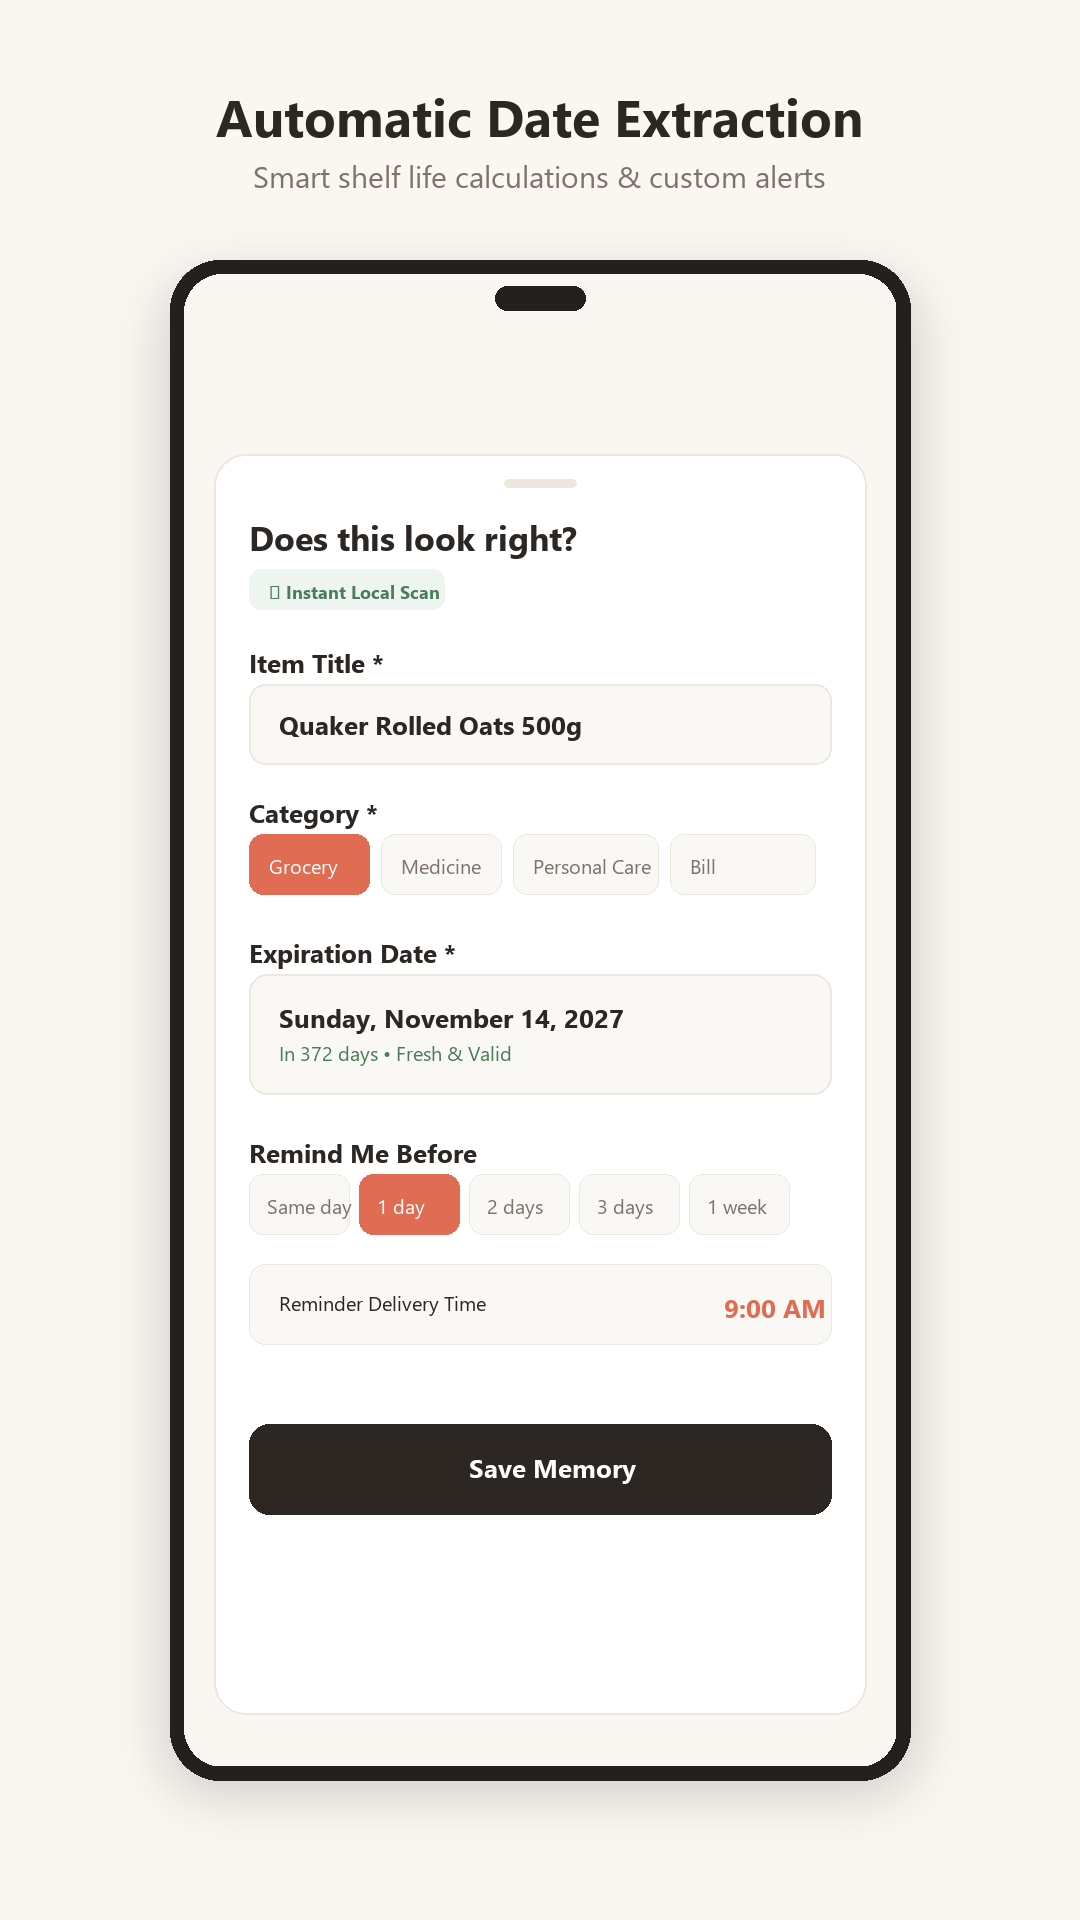 Automatic Date Extraction
Smart shelf life calculations & custom alerts
Does this look right?
Instant Local Scan
Item Title *
Quaker Rolled Oats 500g
Category *
Grocery Medicine Personal Care Bill
Expiration Date *
Sunday, November 14, 2027
In 372 days • Fresh & Valid
Remind Me Before
Same day 1 day 2 days 3 days 1 week
Reminder Delivery Time 9:00 AM
Save Memory